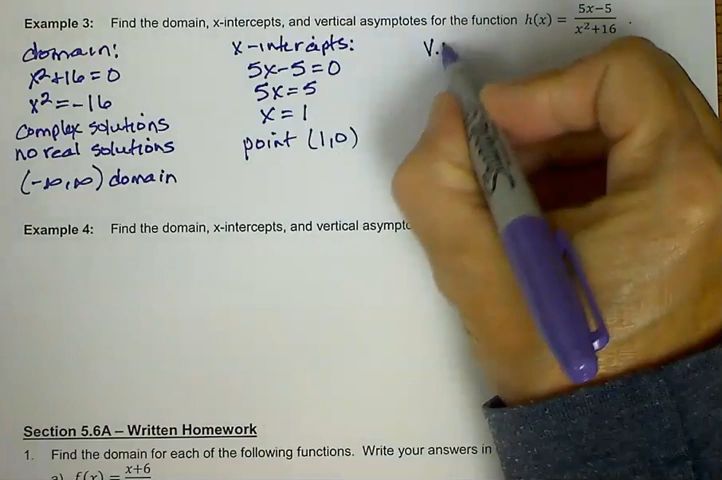 Example 3: Find the domain, x-intercepts, and vertical asymptotes for the function h(x) = 5x−5 / x²+16 .
domain:
x²+16=0
x²=-16
complex solutions
no real solutions
(-∞,∞) domain
x-intercepts:
5x-5=0
5x=5
x=1
point (1,0)
V.
Example 4: Find the domain, x-intercepts, and vertical
Section 5.6A – Written Homework
1. Find the domain for each of the following functions. Write your answers in
a) f(x) = x+6